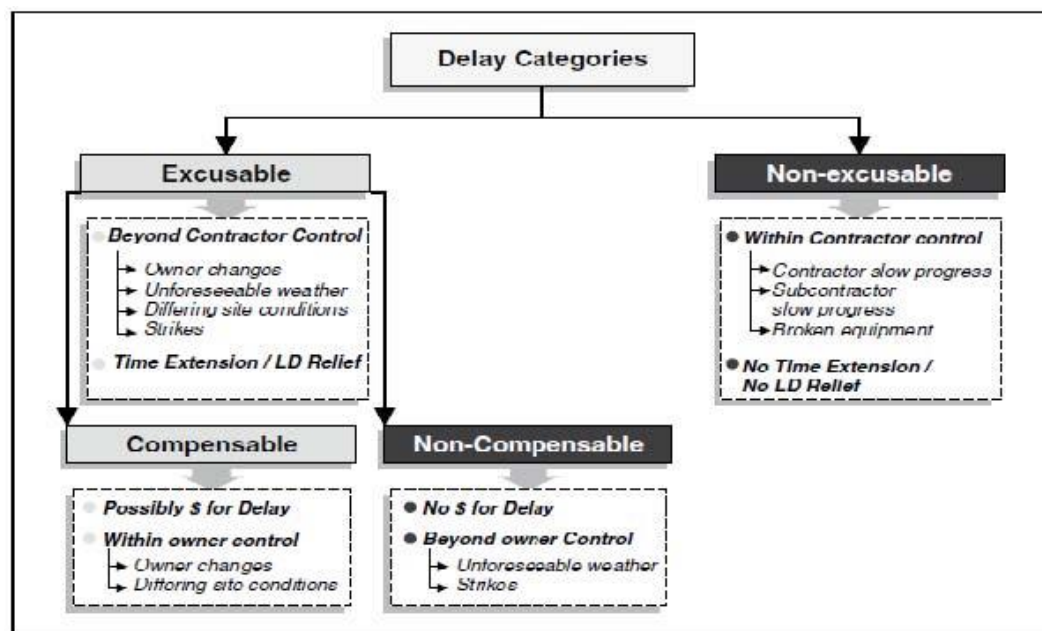 Delay Categories
Excusable
Non-excusable
Beyond Contractor Control
Owner changes
Unforeseeable weather
Differing site conditions
Strikes
Time Extension / LD Relief
Within Contractor control
Contractor slow progress
Subcontractor
slow progress
Broken equipment
No Time Extension /
No LD Relief
Compensable
Non-Compensable
Possibly $ for Delay
Within owner control
Owner changes
Differing site conditions
No $ for Delay
Beyond owner Control
Unforeseeable weather
Strikes